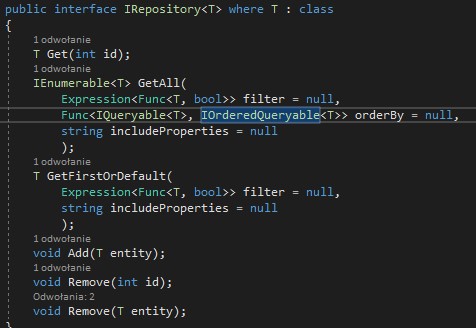 public interface IRepository<T> where T : class
{
1 odwołanie
T Get(int id);
1 odwołanie
IEnumerable<T> GetAll(
Expression<Func<T, bool>> filter = null,
Func<IQueryable<T>, IOrderedQueryable<T>> orderBy = null,
string includeProperties = null
);
1 odwołanie
T GetFirstOrDefault(
Expression<Func<T, bool>> filter = null,
string includeProperties = null
);
1 odwołanie
void Add(T entity);
1 odwołanie
void Remove(int id);
Odwołania: 2
void Remove(T entity);
}